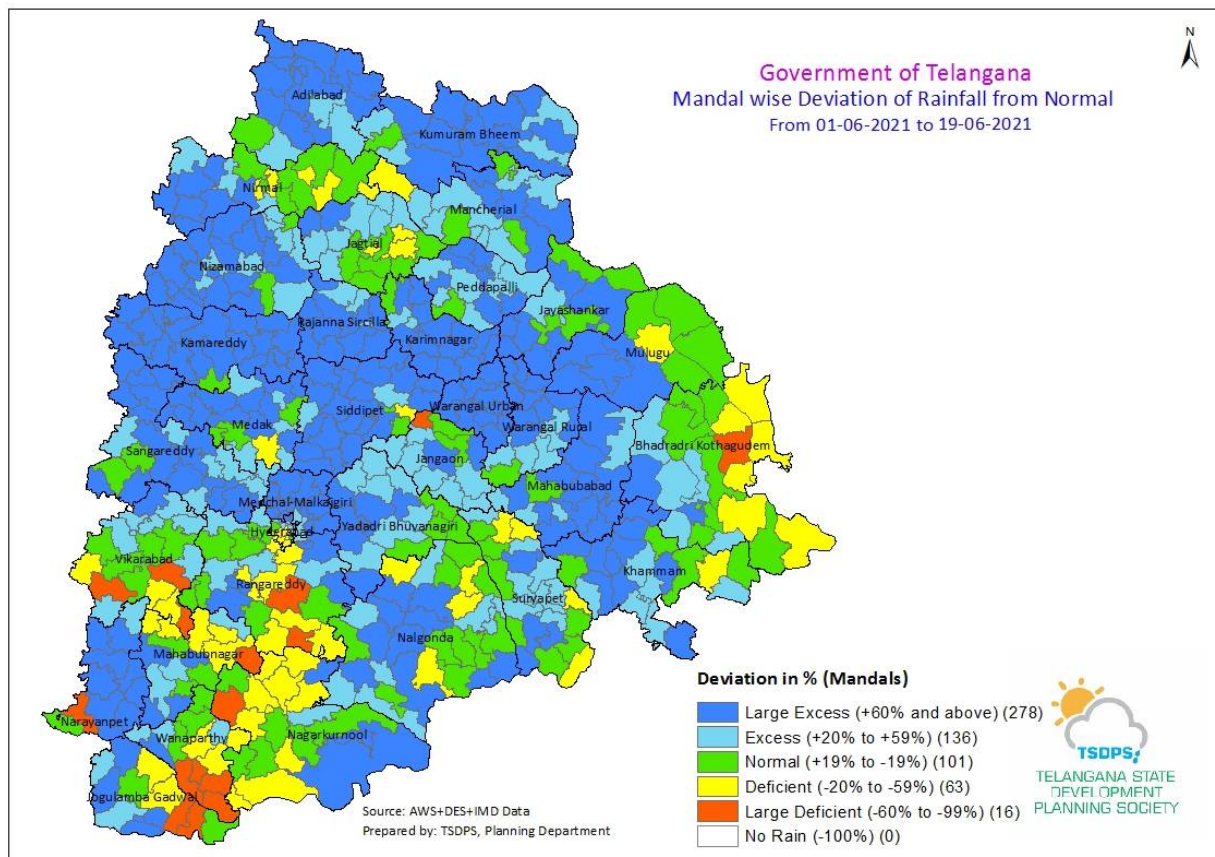 N
Government of Telangana
Mandal wise Deviation of Rainfall from Normal
From 01-06-2021 to 19-06-2021
Adilabad
Kumuram Bheem
Nirmal
Mancherial
Jagtial
Nizamabad
Peddapalli
Jayashankar
Rajanna Sircilla
Kamareddy
Karimnagar
Mulugu
Siddipet
Warangal Urban
Medak
Warangal Rural
Bhadradri Kothagudem
Sangareddy
Jangaon
Mahabubabad
Medchal-Malkajgiri
Yadadri Bhuvanagiri
Hyderabad
Vikarabad
Khammam
Rangareddy
Suryapet
Nalgonda
Mahabubnagar
Narayanpet
Wanaparthy
Nagarkurnool
Jogulamba Gadwal
Deviation in % (Mandals)
Large Excess (+60% and above) (278)
Excess (+20% to +59%) (136)
Normal (+19% to -19%) (101)
Deficient (-20% to -59%) (63)
Large Deficient (-60% to -99%) (16)
No Rain (-100%) (0)
Source: AWS+DES+IMD Data
Prepared by: TSDPS, Planning Department
TSDPS
TELANGANA STATE
DEVELOPMENT
PLANNING SOCIETY